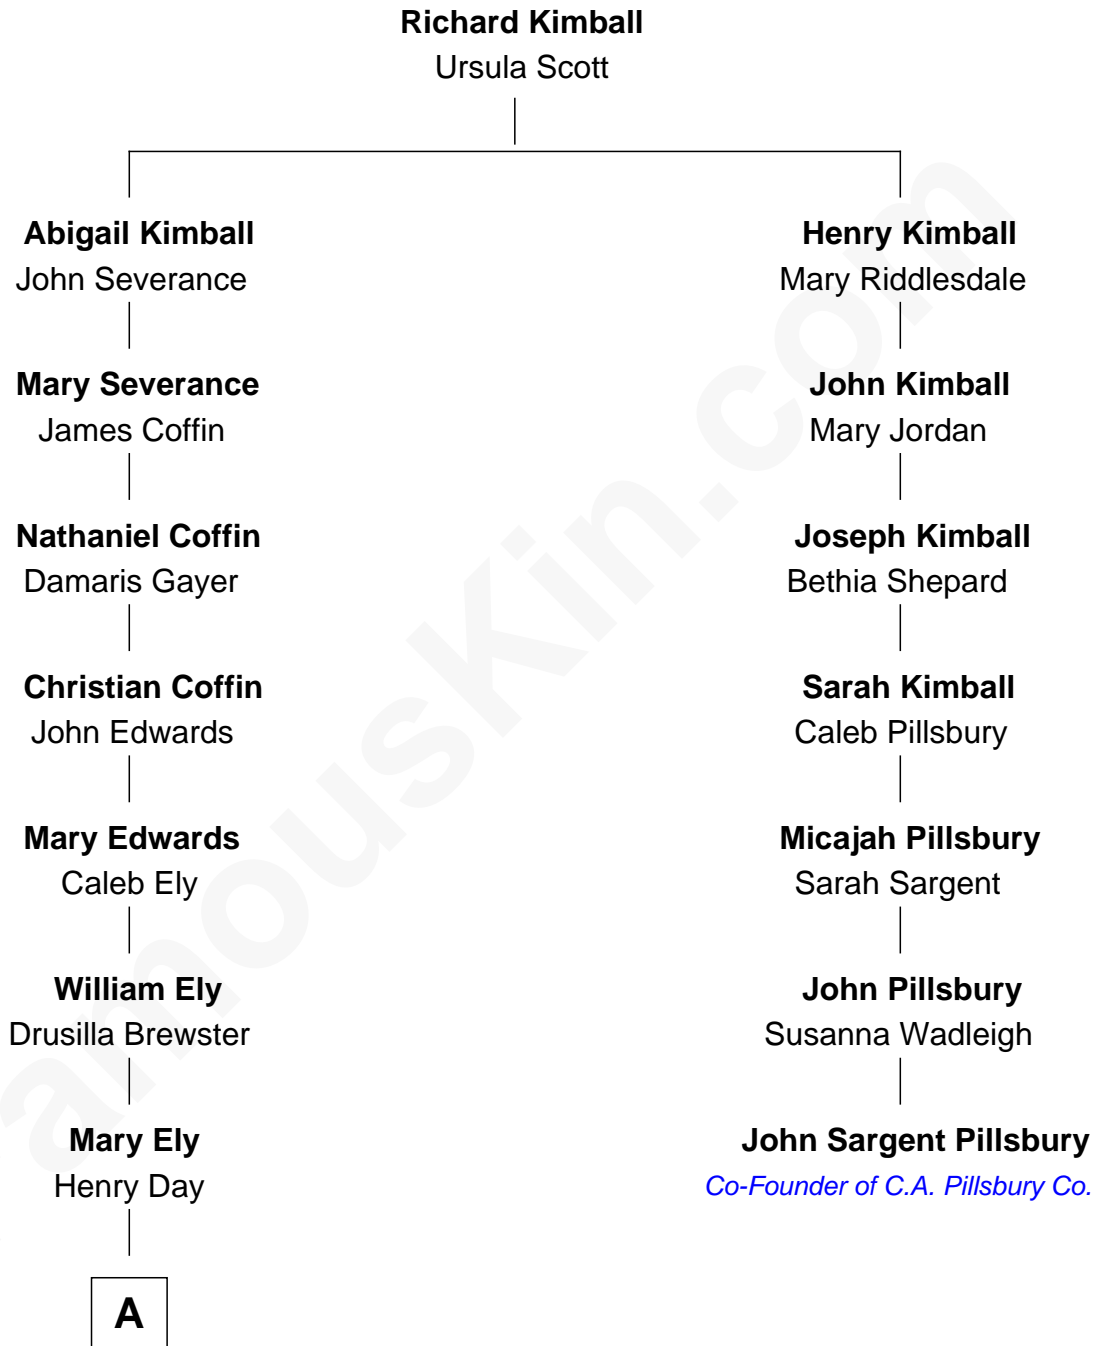 Richard Kimball
Ursula Scott
Abigail Kimball
John Severance
Henry Kimball
Mary Riddlesdale
Mary Severance
James Coffin
John Kimball
Mary Jordan
Nathaniel Coffin
Damaris Gayer
Joseph Kimball
Bethia Shepard
Christian Coffin
John Edwards
Sarah Kimball
Caleb Pillsbury
Mary Edwards
Caleb Ely
Micajah Pillsbury
Sarah Sargent
William Ely
Drusilla Brewster
John Pillsbury
Susanna Wadleigh
Mary Ely
Henry Day
John Sargent Pillsbury
Co-Founder of C.A. Pillsbury Co.
A
amousKin.com